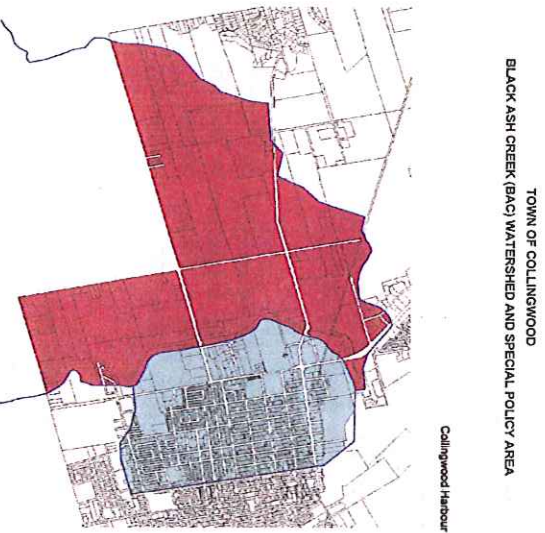 TOWN OF COLLINGWOOD
BLACK ASH CREEK (BAC) WATERSHED AND SPECIAL POLICY AREA
Collingwood Harbour